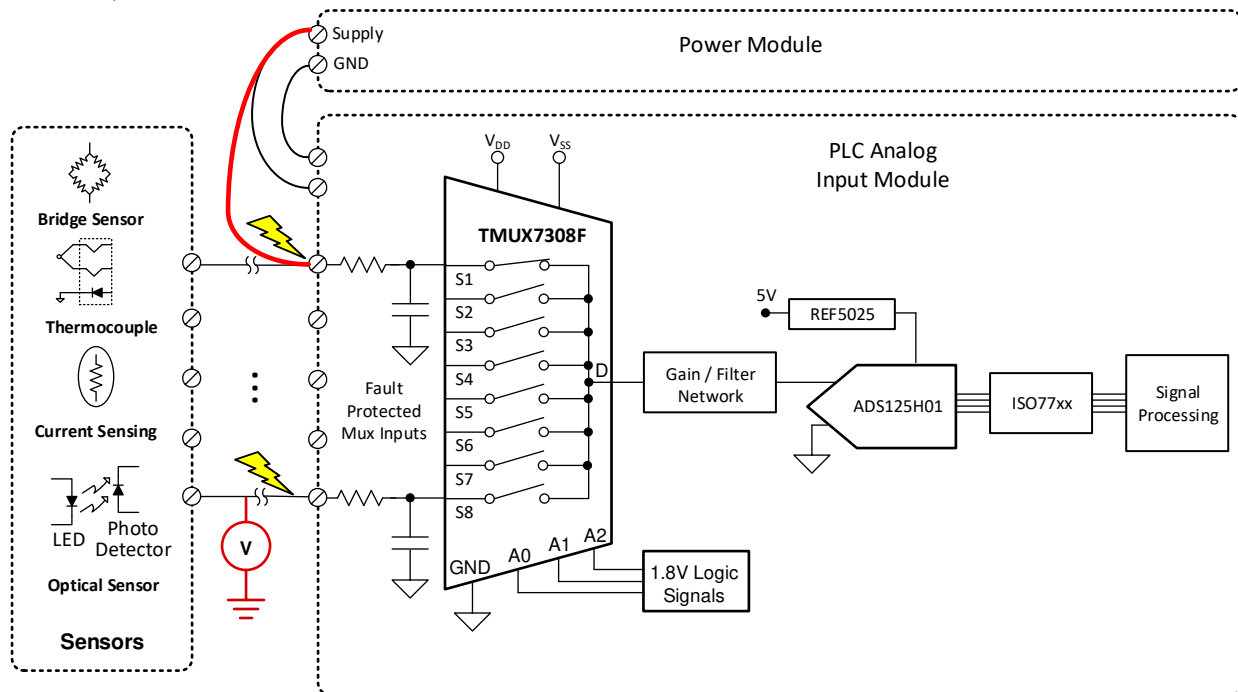 Supply
GND
Power Module
PLC Analog
Input Module
V_DD
V_SS
TMUX7308F
Bridge Sensor
Thermocouple
Current Sensing
LED
Photo
Detector
Optical Sensor
Sensors
V
Fault
Protected
Mux Inputs
S1
S2
S3
S4
S5
S6
S7
S8
D
GND
A0
A1
A2
1.8V Logic
Signals
Gain / Filter
Network
5V
REF5025
ADS125H01
ISO77xx
Signal
Processing